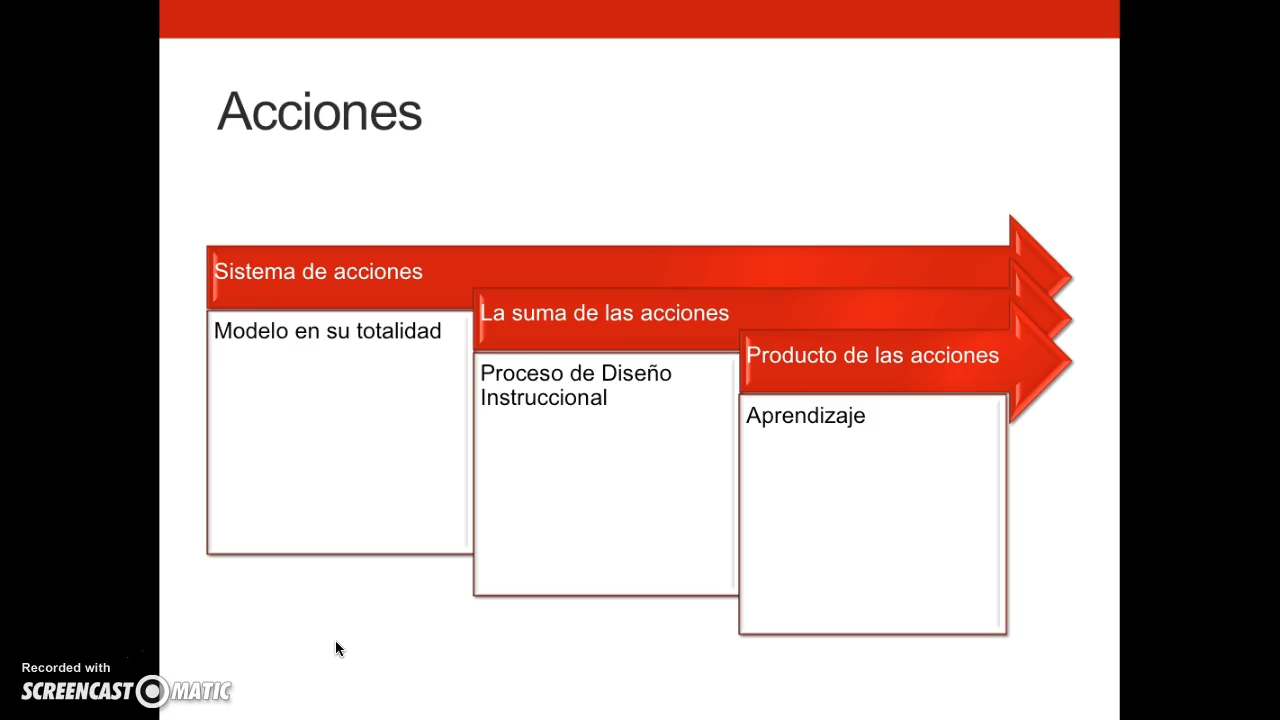 Acciones
Sistema de acciones
Modelo en su totalidad
La suma de las acciones
Proceso de Diseño
Instruccional
Producto de las acciones
Aprendizaje
Recorded with
SCREENCAST MATIC